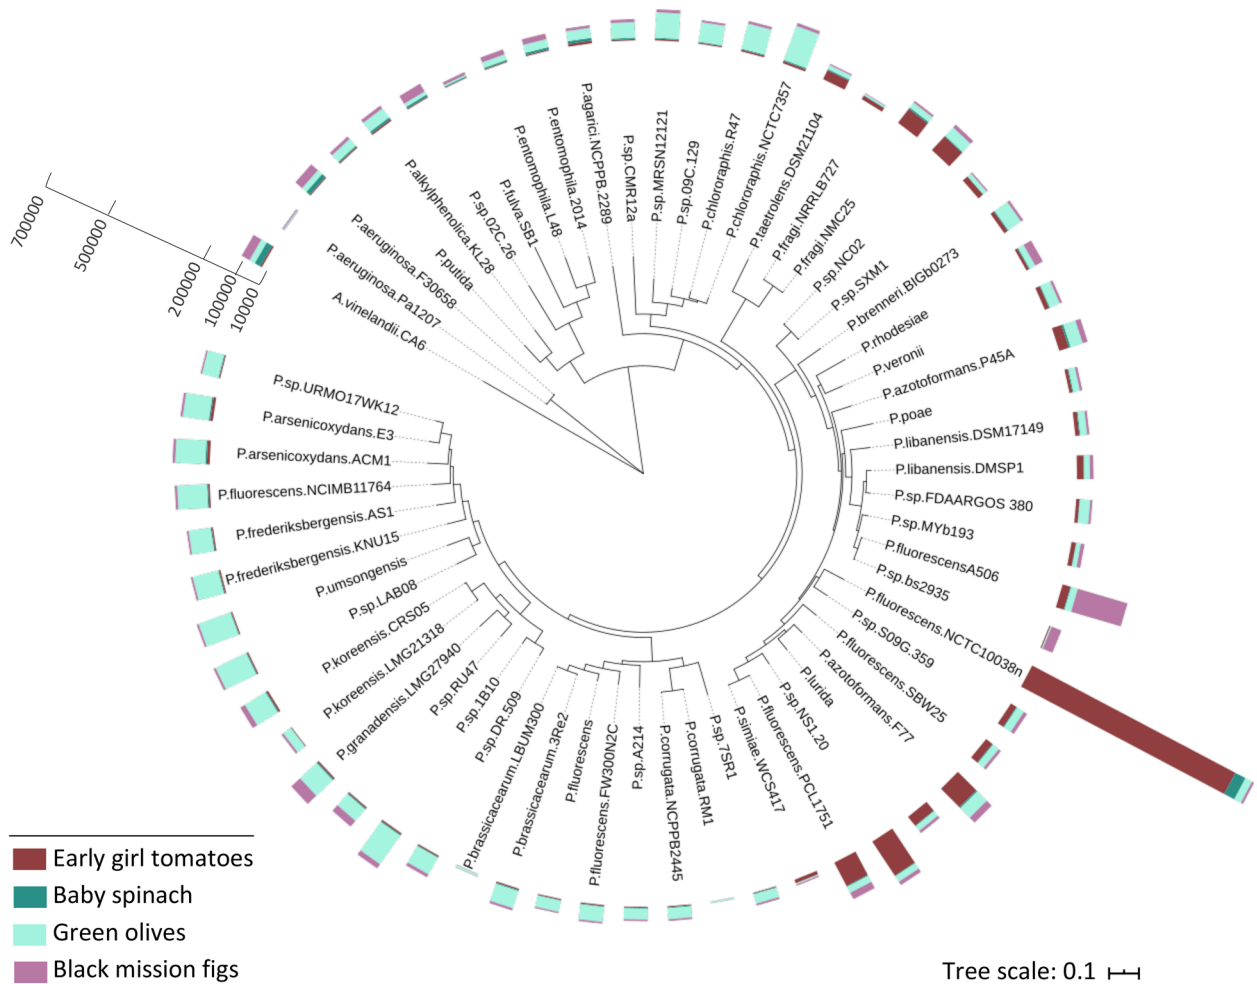 700000
500000
200000
100000
10000
A.vinelandii.CA6
P.aeruginosa.Pa1207
P.aeruginosa.F30658
P.putida
P.alkylphenolica.KL28
P.sp.02C.26
P.fulva.SB1
P.entomophila.L48
P.entomophila.2014
P.agarici.NCPPB.2289
P.sp.CMR12a
P.sp.MRSN12121
P.sp.09C.129
P.chlororaphis.R47
P.chlororaphis.NCTC7357
P.taetrolens.DSM21104
P.fragi.NRRLB727
P.fragi.NMC25
P.sp.NC02
P.sp.SXM1
P.brenneri.BIGb0273
P.rhodesiae
P.veronii
P.azotoformans.P45A
P.poae
P.libanensis.DSM17149
P.libanensis.DMSP1
P.sp.FDAARGOS 380
P.sp.MYb193
P.fluorescensA506
P.sp.bs2935
P.fluorescens.NCTC10038n
P.sp.S09G.359
P.fluorescens.SBW25
P.azotoformans.F77
P.lurida
P.sp.NS1.20
P.fluorescens.PCL1751
P.simiae.WCS417
P.sp.7SR1
P.corrugata.RM1
P.corrugata.NCPPB2445
P.sp.A214
P.fluorescens.FW300N2C
P.fluorescens
P.brassicacearum.3Re2
P.brassicacearum.LBUM300
P.sp.DR.509
P.sp.1B10
P.sp.RU47
P.granadensis.LMG27940
P.koreensis.LMG21318
P.koreensis.CRS05
P.sp.LAB08
P.umsongensis
P.frederiksbergensis.KNU15
P.frederiksbergensis.AS1
P.fluorescens.NCIMB11764
P.arsenicoxydans.ACM1
P.arsenicoxydans.E3
P.sp.URMO17WK12
Early girl tomatoes
Baby spinach
Green olives
Black mission figs
Tree scale: 0.1